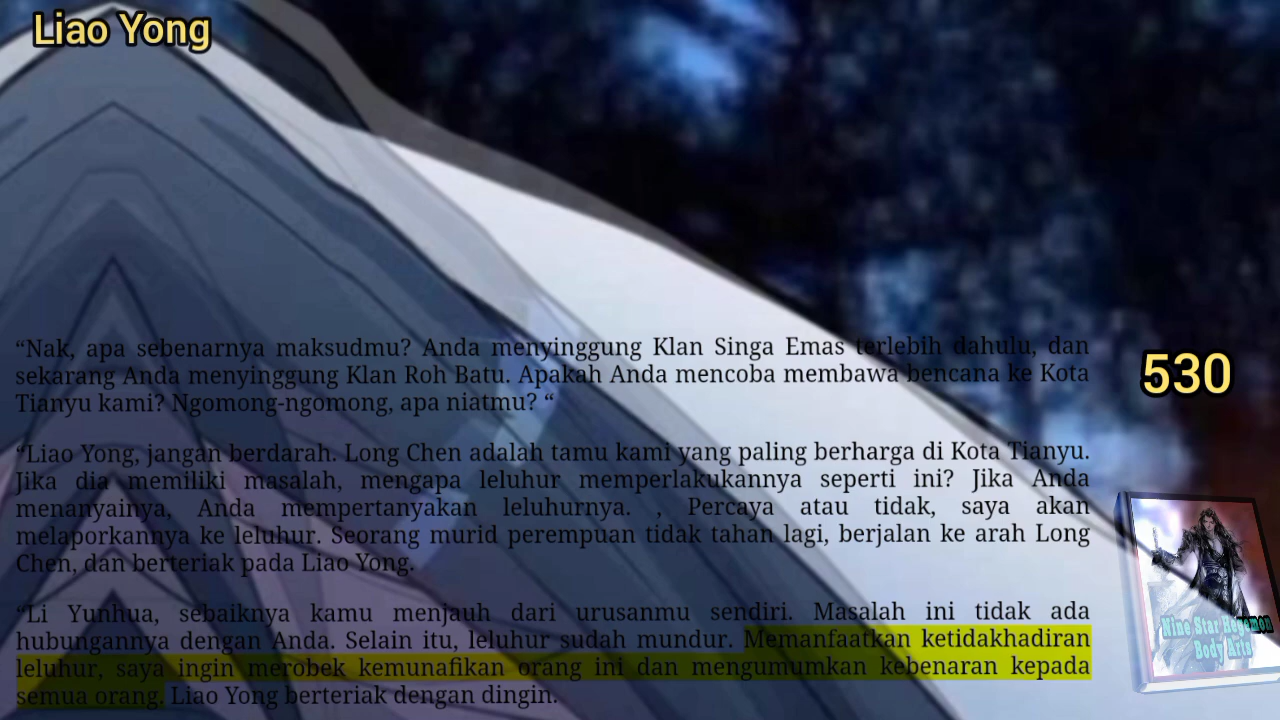 Liao Yong
“Nak, apa sebenarnya maksudmu? Anda menyinggung Klan Singa Emas terlebih dahulu, dan
sekarang Anda menyinggung Klan Roh Batu. Apakah Anda mencoba membawa bencana ke Kota
Tianyu kami? Ngomong-ngomong, apa niatmu? “
530
“Liao Yong, jangan berdarah. Long Chen adalah tamu kami yang paling berharga di Kota Tianyu.
Jika dia memiliki masalah, mengapa leluhur memperlakukannya seperti ini? Jika Anda
menanyainya, Anda mempertanyakan leluhurnya. , Percaya atau tidak, saya akan
melaporkannya ke leluhur. Seorang murid perempuan tidak tahan lagi, berjalan ke arah Long
Chen, dan berteriak pada Liao Yong.
“Li Yunhua, sebaiknya kamu menjauh dari urusanmu sendiri. Masalah ini tidak ada
hubungannya dengan Anda. Selain itu, leluhur sudah mundur. Memanfaatkan ketidakhadiran
leluhur, saya ingin merobek kemunafikan orang ini dan mengumumkan kebenaran kepada
semua orang. Liao Yong berteriak dengan dingin.
Nine Star Hegemon
Body Arts